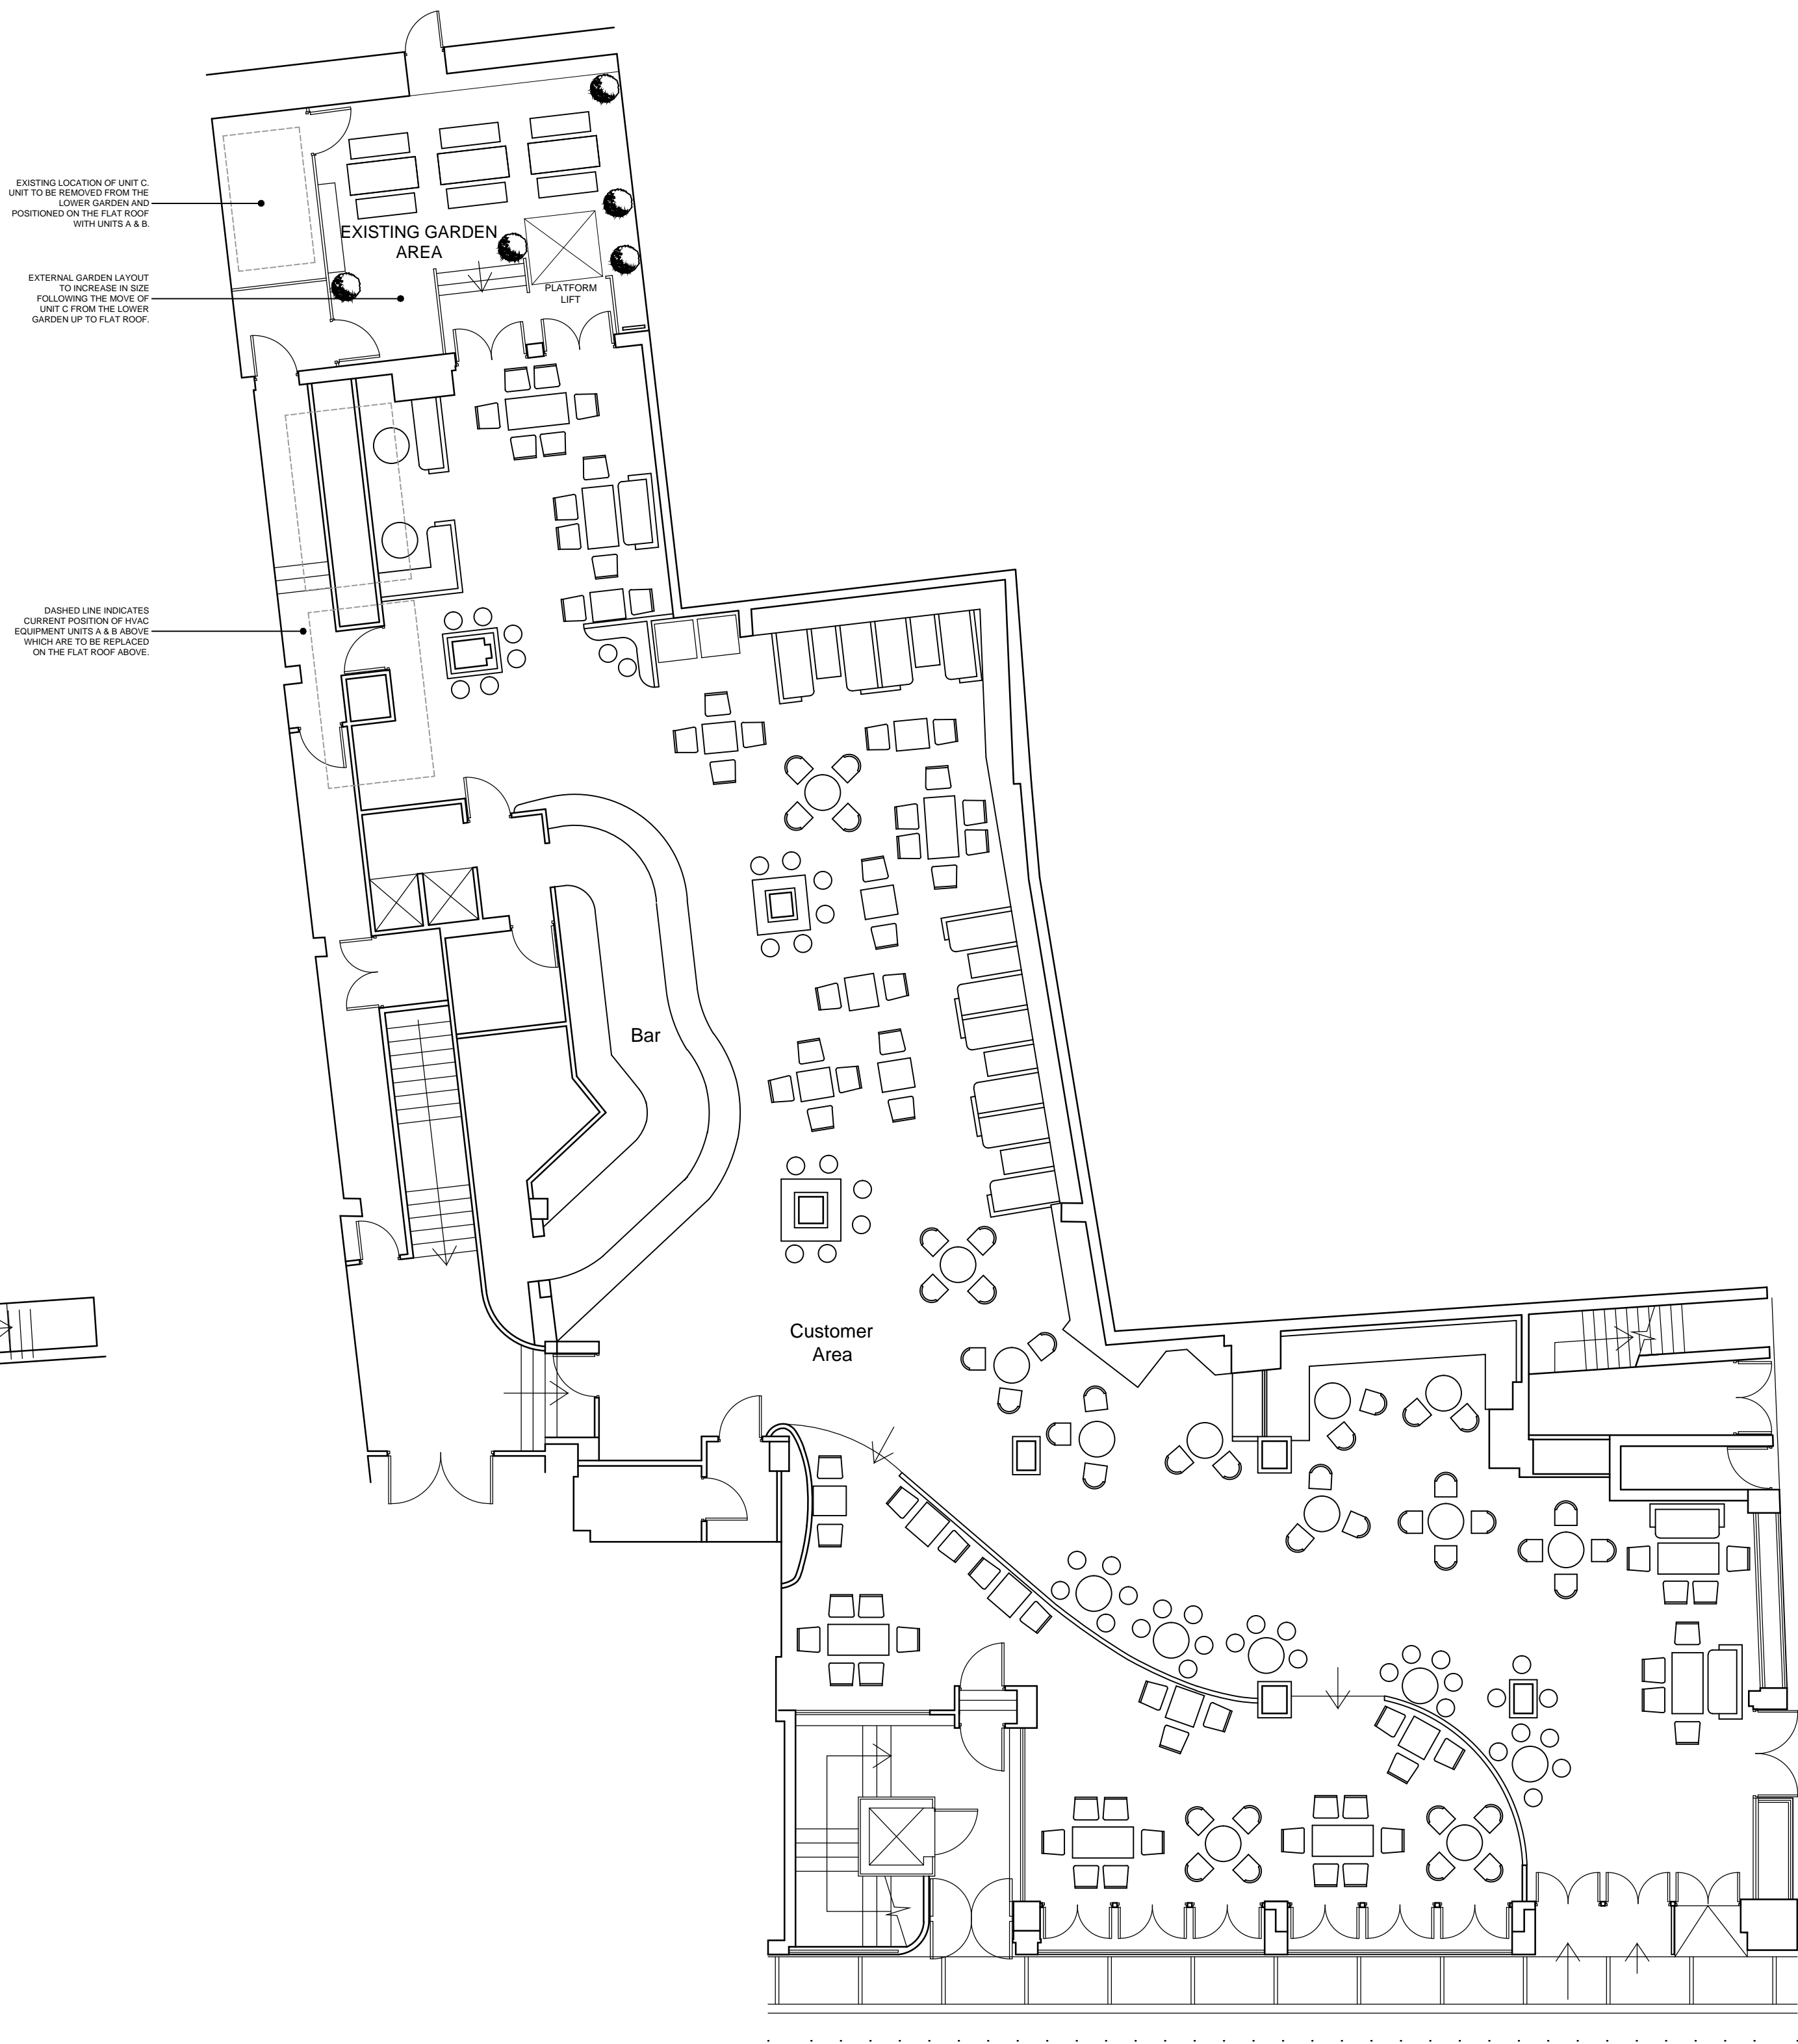 EXISTING LOCATION OF UNIT C.
UNIT TO BE REMOVED FROM THE
LOWER GARDEN AND
POSITIONED ON THE FLAT ROOF
WITH UNITS A & B.
EXISTING GARDEN
AREA
EXTERNAL GARDEN LAYOUT
TO INCREASE IN SIZE
FOLLOWING THE MOVE OF
UNIT C FROM THE LOWER
GARDEN UP TO FLAT ROOF.
PLATFORM
LIFT
DASHED LINE INDICATES
CURRENT POSITION OF HVAC
EQUIPMENT UNITS A & B ABOVE
WHICH ARE TO BE REPLACED
ON THE FLAT ROOF ABOVE.
Bar
Customer
Area